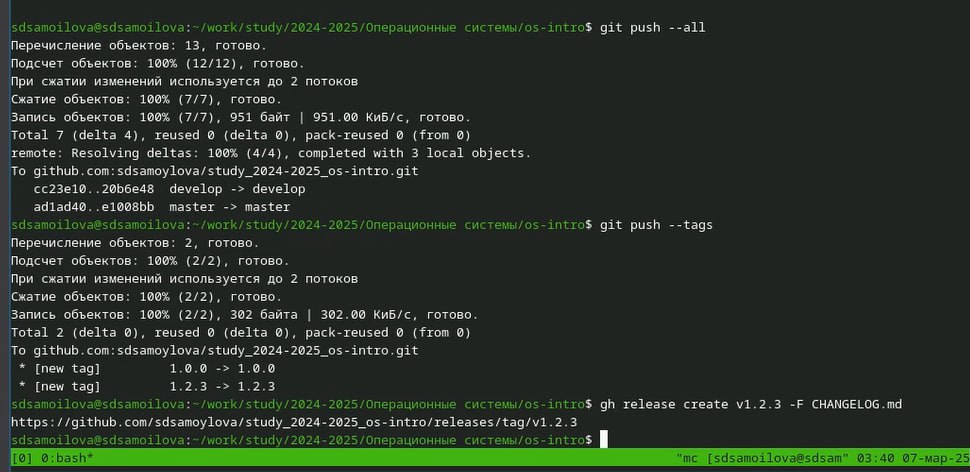 sdsamoilova@sdsamoilova:~/work/study/2024-2025/Операционные системы/os-intro$ git push --all
Перечисление объектов: 13, готово.
Подсчет объектов: 100% (12/12), готово.
При сжатии изменений используется до 2 потоков
Сжатие объектов: 100% (7/7), готово.
Запись объектов: 100% (7/7), 951 байт | 951.00 КиБ/с, готово.
Total 7 (delta 4), reused 0 (delta 0), pack-reused 0 (from 0)
remote: Resolving deltas: 100% (4/4), completed with 3 local objects.
To github.com:sdsamoylova/study_2024-2025_os-intro.git
   cc23e10..20b6e48  develop -> develop
   ad1ad40..e1008bb  master -> master
sdsamoilova@sdsamoilova:~/work/study/2024-2025/Операционные системы/os-intro$ git push --tags
Перечисление объектов: 2, готово.
Подсчет объектов: 100% (2/2), готово.
При сжатии изменений используется до 2 потоков
Сжатие объектов: 100% (2/2), готово.
Запись объектов: 100% (2/2), 302 байта | 302.00 КиБ/с, готово.
Total 2 (delta 0), reused 0 (delta 0), pack-reused 0 (from 0)
To github.com:sdsamoylova/study_2024-2025_os-intro.git
 * [new tag]         1.0.0 -> 1.0.0
 * [new tag]         1.2.3 -> 1.2.3
sdsamoilova@sdsamoilova:~/work/study/2024-2025/Операционные системы/os-intro$ gh release create v1.2.3 -F CHANGELOG.md
https://github.com/sdsamoylova/study_2024-2025_os-intro/releases/tag/v1.2.3
sdsamoilova@sdsamoilova:~/work/study/2024-2025/Операционные системы/os-intro$
[0] 0:bash* "mc [sdsamoilova@sdsam" 03:40 07-мар-25